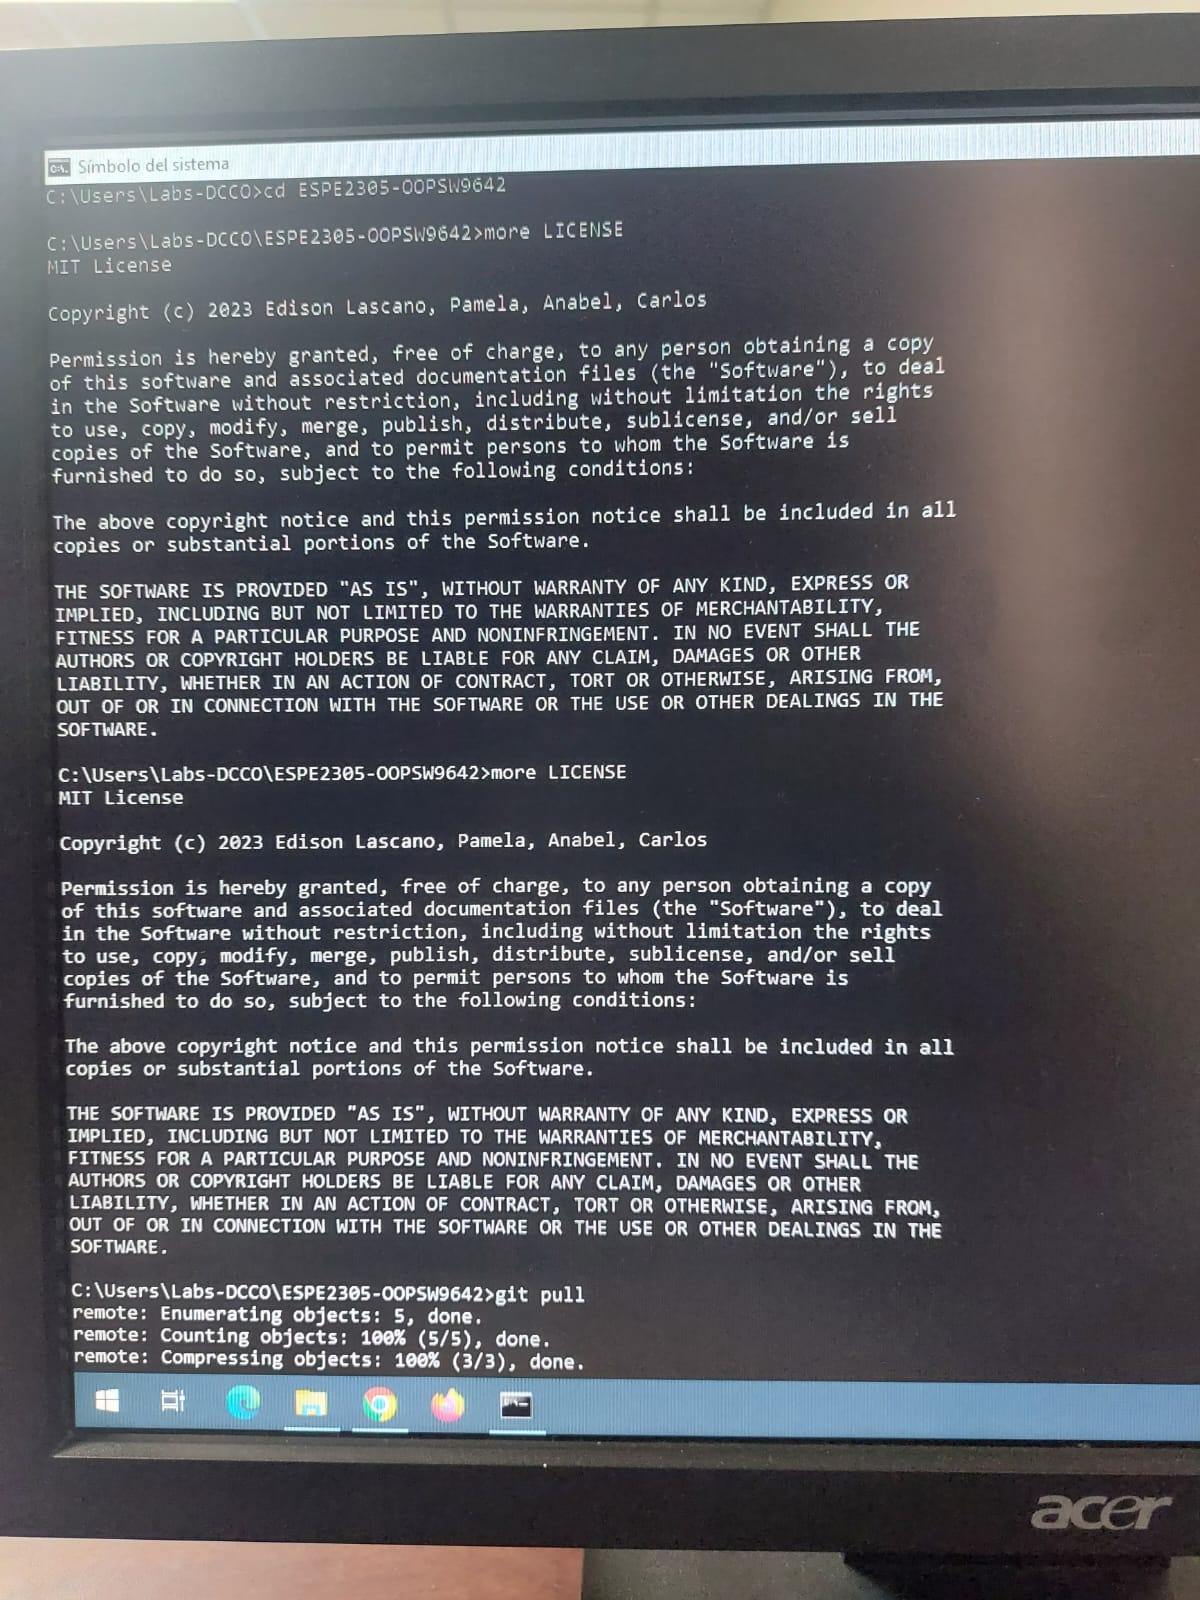 Símbolo del sistema
C:\Users\Labs-DCCO>cd ESPE2305-OOPSW9642
C:\Users\Labs-DCCO\ESPE2305-OOPSW9642>more LICENSE
MIT License
Copyright (c) 2023 Edison Lascano, Pamela, Anabel, Carlos
Permission is hereby granted, free of charge, to any person obtaining a copy
of this software and associated documentation files (the "Software"), to deal
in the Software without restriction, including without limitation the rights
to use, copy, modify, merge, publish, distribute, sublicense, and/or sell
copies of the Software, and to permit persons to whom the Software is
furnished to do so, subject to the following conditions:
The above copyright notice and this permission notice shall be included in all
copies or substantial portions of the Software.
THE SOFTWARE IS PROVIDED "AS IS", WITHOUT WARRANTY OF ANY KIND, EXPRESS OR
IMPLIED, INCLUDING BUT NOT LIMITED TO THE WARRANTIES OF MERCHANTABILITY,
FITNESS FOR A PARTICULAR PURPOSE AND NONINFRINGEMENT. IN NO EVENT SHALL THE
AUTHORS OR COPYRIGHT HOLDERS BE LIABLE FOR ANY CLAIM, DAMAGES OR OTHER
LIABILITY, WHETHER IN AN ACTION OF CONTRACT, TORT OR OTHERWISE, ARISING FROM,
OUT OF OR IN CONNECTION WITH THE SOFTWARE OR THE USE OR OTHER DEALINGS IN THE
SOFTWARE.
C:\Users\Labs-DCCO\ESPE2305-OOPSW9642>more LICENSE
MIT License
Copyright (c) 2023 Edison Lascano, Pamela, Anabel, Carlos
Permission is hereby granted, free of charge, to any person obtaining a copy
of this software and associated documentation files (the "Software"), to deal
in the Software without restriction, including without limitation the rights
to use, copy, modify, merge, publish, distribute, sublicense, and/or sell
copies of the Software, and to permit persons to whom the Software is
furnished to do so, subject to the following conditions:
The above copyright notice and this permission notice shall be included in all
copies or substantial portions of the Software.
THE SOFTWARE IS PROVIDED "AS IS", WITHOUT WARRANTY OF ANY KIND, EXPRESS OR
IMPLIED, INCLUDING BUT NOT LIMITED TO THE WARRANTIES OF MERCHANTABILITY,
FITNESS FOR A PARTICULAR PURPOSE AND NONINFRINGEMENT. IN NO EVENT SHALL THE
AUTHORS OR COPYRIGHT HOLDERS BE LIABLE FOR ANY CLAIM, DAMAGES OR OTHER
LIABILITY, WHETHER IN AN ACTION OF CONTRACT, TORT OR OTHERWISE, ARISING FROM,
OUT OF OR IN CONNECTION WITH THE SOFTWARE OR THE USE OR OTHER DEALINGS IN THE
SOFTWARE.
C:\Users\Labs-DCCO\ESPE2305-OOPSW9642>git pull
remote: Enumerating objects: 5, done.
remote: Counting objects: 100% (5/5), done.
remote: Compressing objects: 100% (3/3), done.
acer